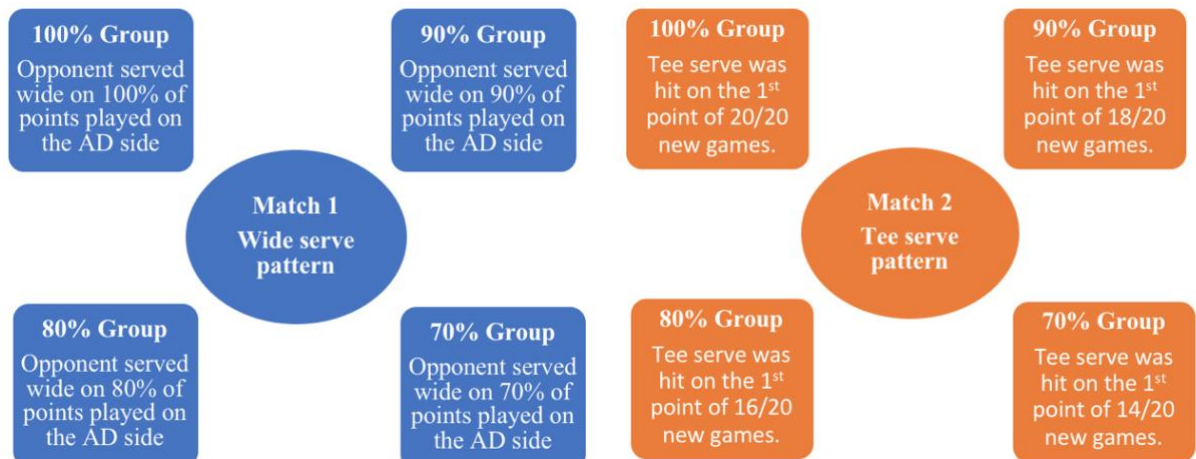 100% Group
Opponent served
wide on 100% of
points played on
the AD side
90% Group
Opponent served
wide on 90% of
points played on
the AD side
Match 1
Wide serve
pattern
80% Group
Opponent served
wide on 80% of
points played on
the AD side
70% Group
Opponent served
wide on 70% of
points played on
the AD side
100% Group
Tee serve was
hit on the 1st
point of 20/20
new games.
90% Group
Tee serve was
hit on the 1st
point of 18/20
new games.
Match 2
Tee serve
pattern
80% Group
Tee serve was
hit on the 1st
point of 16/20
new games.
70% Group
Tee serve was
hit on the 1st
point of 14/20
new games.